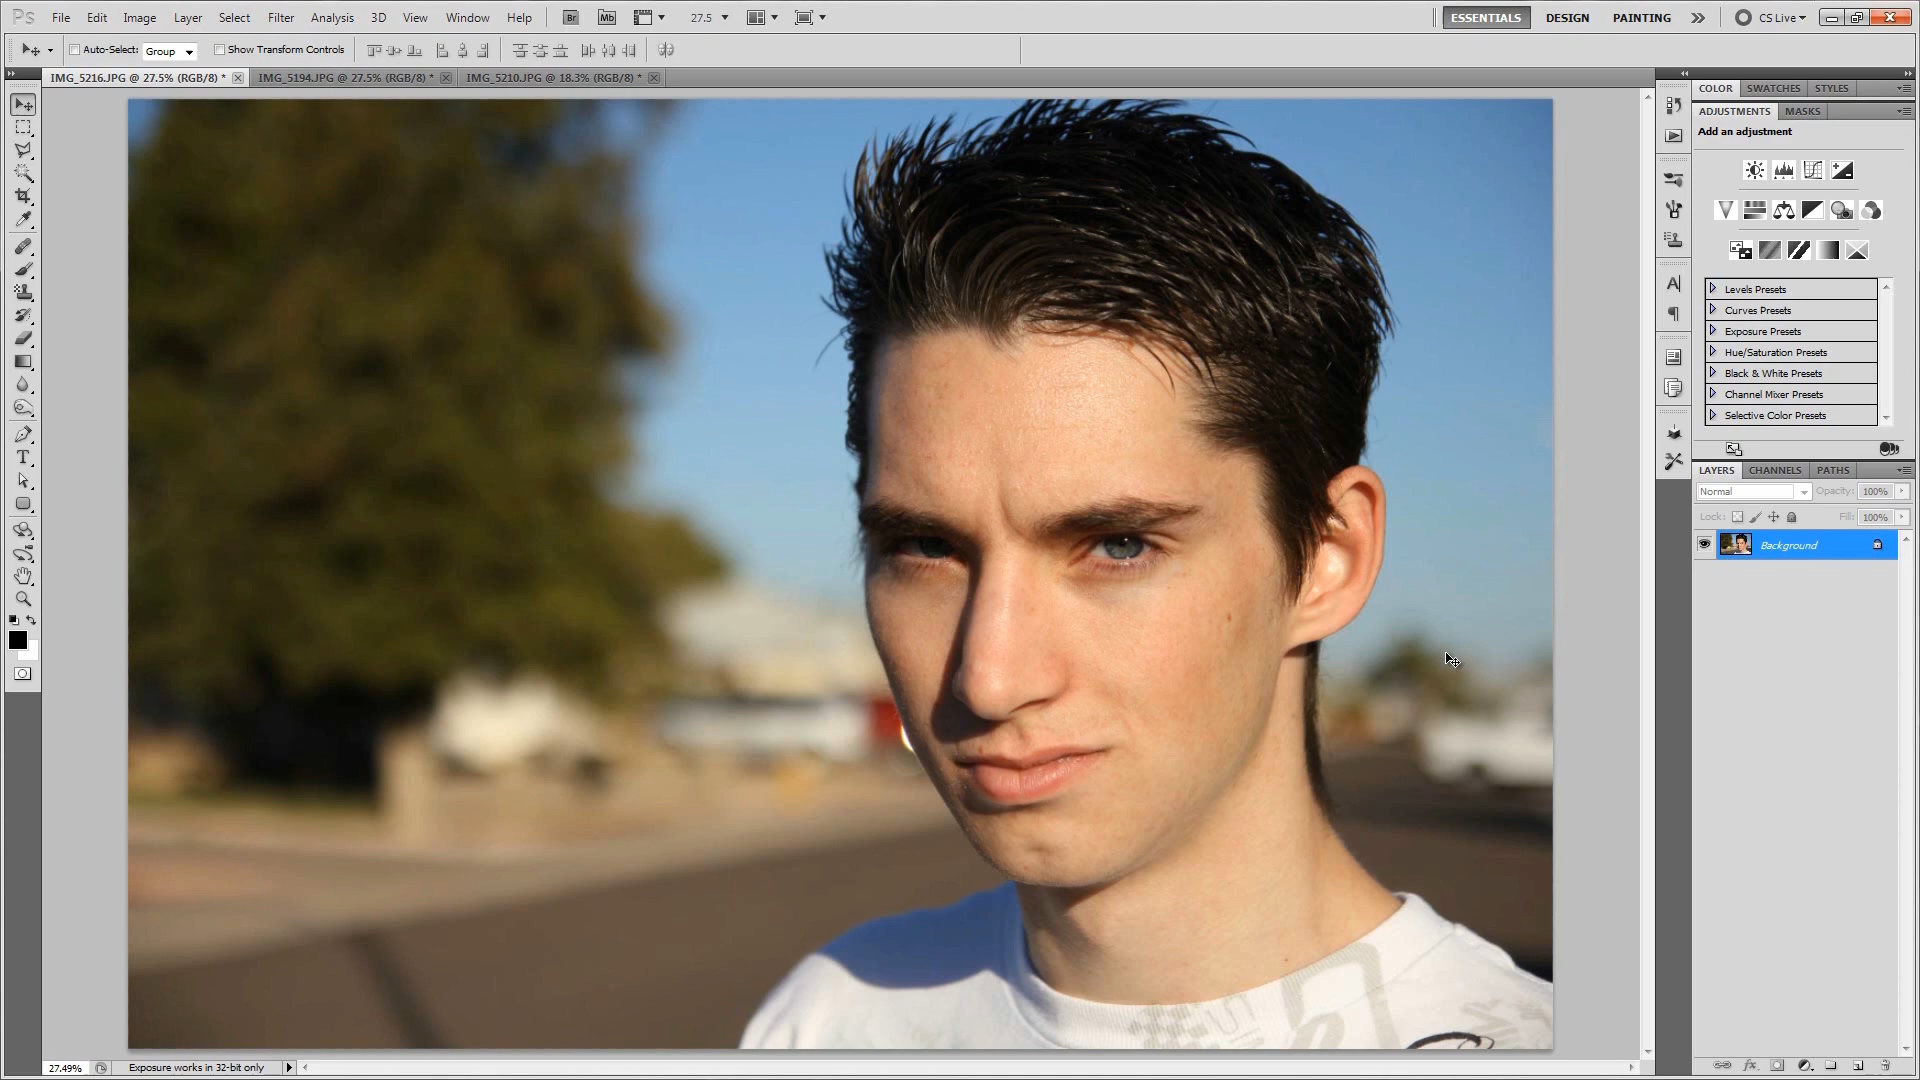 Ps File Edit Image Layer Select Filter Analysis 3D View Window Help Br Mb 27.5 ESSENTIALS DESIGN PAINTING CS Live
Auto-Select: Group Show Transform Controls
IMG_5216.JPG @ 27.5% (RGB/8) * IMG_5194.JPG @ 27.5% (RGB/8) * IMG_5210.JPG @ 18.3% (RGB/8) *
COLOR SWATCHES STYLES
ADJUSTMENTS MASKS
Add an adjustment
Levels Presets
Curves Presets
Exposure Presets
Hue/Saturation Presets
Black & White Presets
Channel Mixer Presets
Selective Color Presets
LAYERS CHANNELS PATHS
Normal Opacity: 100%
Lock: Fill: 100%
Background
27.49% Exposure works in 32-bit only